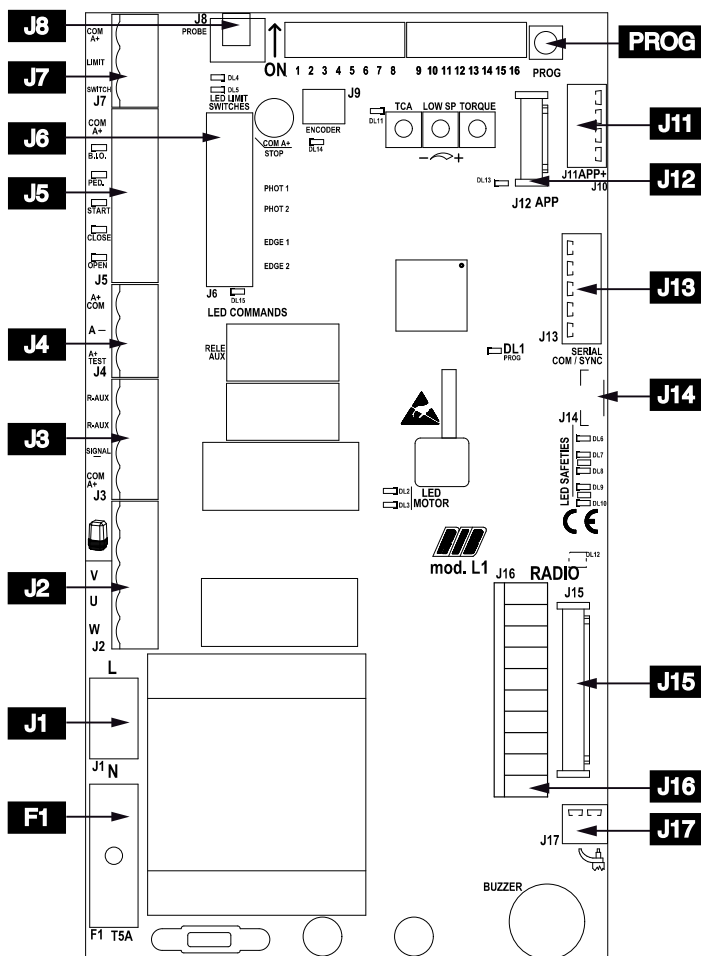 J8
J7
J6
J5
J4
J3
J2
J1
F1
PROG
J11
J12
J13
J14
J15
J16
J17
COM
A+
LIMIT
SWITCH
J7
COM
A+
B.I.O.
PED.
START
CLOSE
OPEN
J5
A+
COM
A –
A+
TEST
J4
R-AUX
R-AUX
SIGNAL
–
COM
A+
J3
V
U
W
J2
L
J1 N
F1 T5A
J8
PROBE
ON
1 2 3 4 5 6 7 8 9 10 11 12 13 14 15 16
PROG
DL4
DL5
LED LIMIT
SWITCHES
J9
ENCODER
DL14
COM A+
STOP
PHOT 1
PHOT 2
EDGE 1
EDGE 2
J6
DL15
LED COMMANDS
DL11
TCA LOW SP TORQUE
– +
DL13
J12 APP
J11APP+
J10
J13
SERIAL
COM / SYNC
DL1
PROG
J14
LED SAFETIES
DL6
DL7
DL8
DL9
DL10
CE
RELE
AUX
DL2
DL3
LED
MOTOR
mod. L1
DL12
J16 RADIO
J15
J17
BUZZER